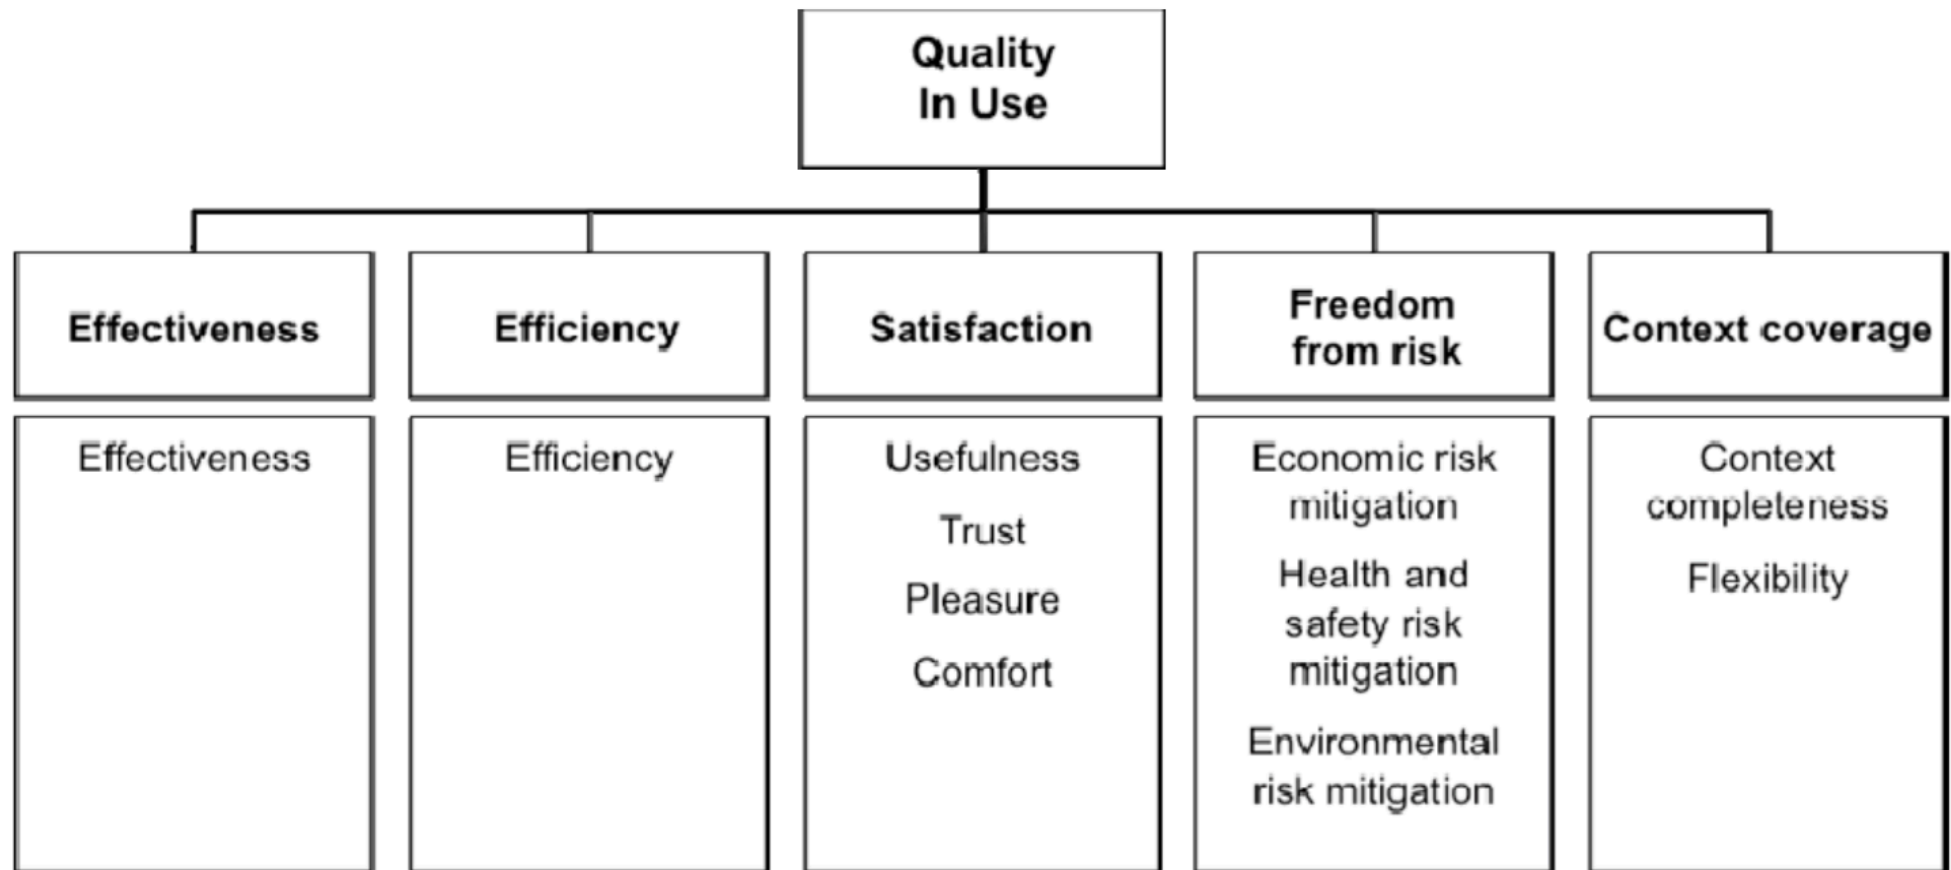 Quality
In Use
Effectiveness
Efficiency
Satisfaction
Freedom
from risk
Context coverage
Effectiveness
Efficiency
Usefulness
Trust
Pleasure
Comfort
Economic risk
mitigation
Health and
safety risk
mitigation
Environmental
risk mitigation
Context
completeness
Flexibility